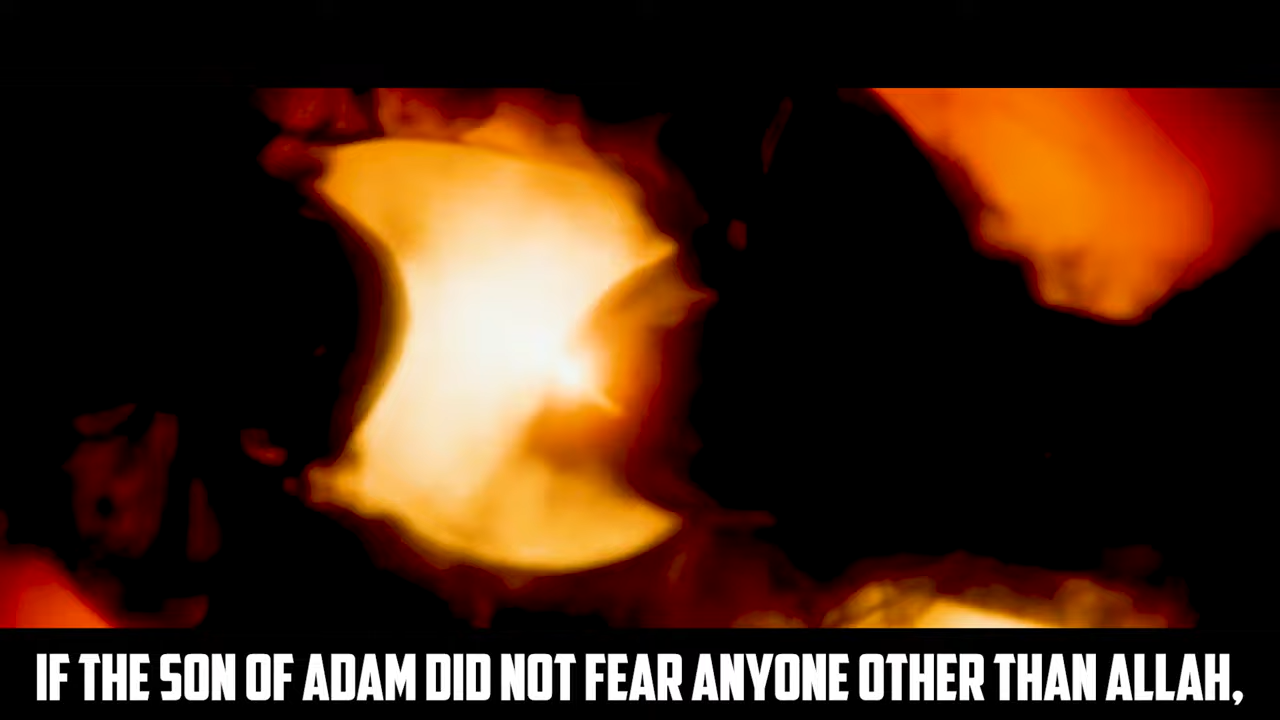 IF THE SON OF ADAM DID NOT FEAR ANYONE OTHER THAN ALLAH,